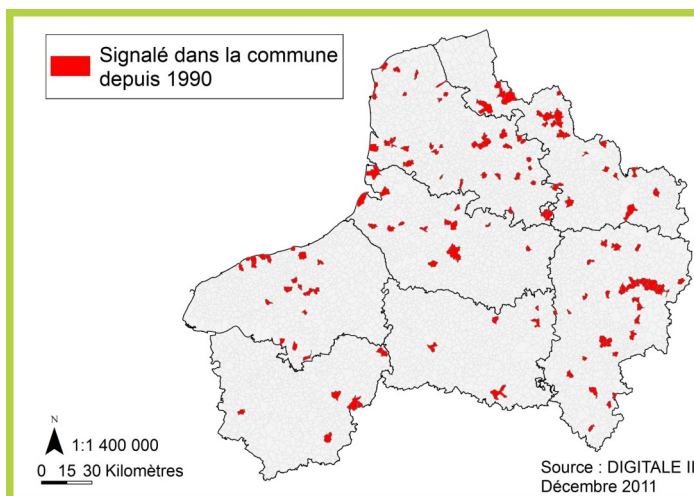 Signalé dans la commune
depuis 1990
N
1:1 400 000
0 15 30 Kilomètres
Source : DIGITALE II
Décembre 2011